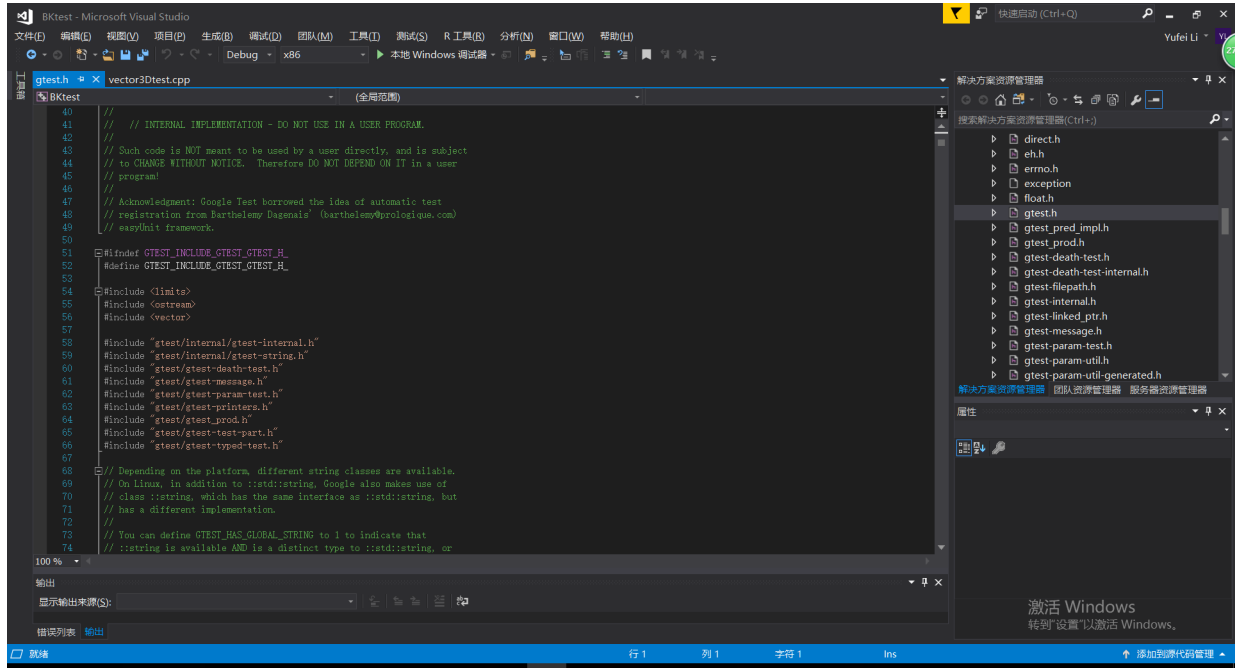 BKtest - Microsoft Visual Studio
快速启动 (Ctrl+Q)
文件(F) 编辑(E) 视图(V) 项目(P) 生成(B) 调试(D) 团队(M) 工具(T) 测试(S) R 工具(R) 分析(N) 窗口(W) 帮助(H)
Yufei Li
27
Debug x86 本地 Windows 调试器
工具箱
gtest.h vector3Dtest.cpp
BKtest (全局范围)
40 //
41 // // INTERNAL IMPLEMENTATION - DO NOT USE IN A USER PROGRAM.
42 //
43 // Such code is NOT meant to be used by a user directly, and is subject
44 // to CHANGE WITHOUT NOTICE. Therefore DO NOT DEPEND ON IT in a user
45 // program!
46 //
47 // Acknowledgment: Google Test borrowed the idea of automatic test
48 // registration from Barthelemy Dagenais' (barthelemy@prologique.com)
49 // easyUnit framework.
50
51 #ifndef GTEST_INCLUDE_GTEST_GTEST_H_
52 #define GTEST_INCLUDE_GTEST_GTEST_H_
53
54 #include <limits>
55 #include <ostream>
56 #include <vector>
57
58 #include "gtest/internal/gtest-internal.h"
59 #include "gtest/internal/gtest-string.h"
60 #include "gtest/gtest-death-test.h"
61 #include "gtest/gtest-message.h"
62 #include "gtest/gtest-param-test.h"
63 #include "gtest/gtest-printers.h"
64 #include "gtest/gtest_prod.h"
65 #include "gtest/gtest-test-part.h"
66 #include "gtest/gtest-typed-test.h"
67
68 // Depending on the platform, different string classes are available.
69 // On Linux, in addition to ::std::string, Google also makes use of
70 // class ::string, which has the same interface as ::std::string, but
71 // has a different implementation.
72 //
73 // You can define GTEST_HAS_GLOBAL_STRING to 1 to indicate that
74 // ::string is available AND is a distinct type to ::std::string, or
100 %
输出
显示输出来源(S):
错误列表 输出
解决方案资源管理器
搜索解决方案资源管理器(Ctrl+;)
direct.h
eh.h
errno.h
exception
float.h
gtest.h
gtest_pred_impl.h
gtest_prod.h
gtest-death-test.h
gtest-death-test-internal.h
gtest-filepath.h
gtest-internal.h
gtest-linked_ptr.h
gtest-message.h
gtest-param-test.h
gtest-param-util.h
gtest-param-util-generated.h
解决方案资源管理器 团队资源管理器 服务器资源管理器
属性
激活 Windows
转到"设置"以激活 Windows。
就绪 行 1 列 1 字符 1 Ins 添加到源代码管理